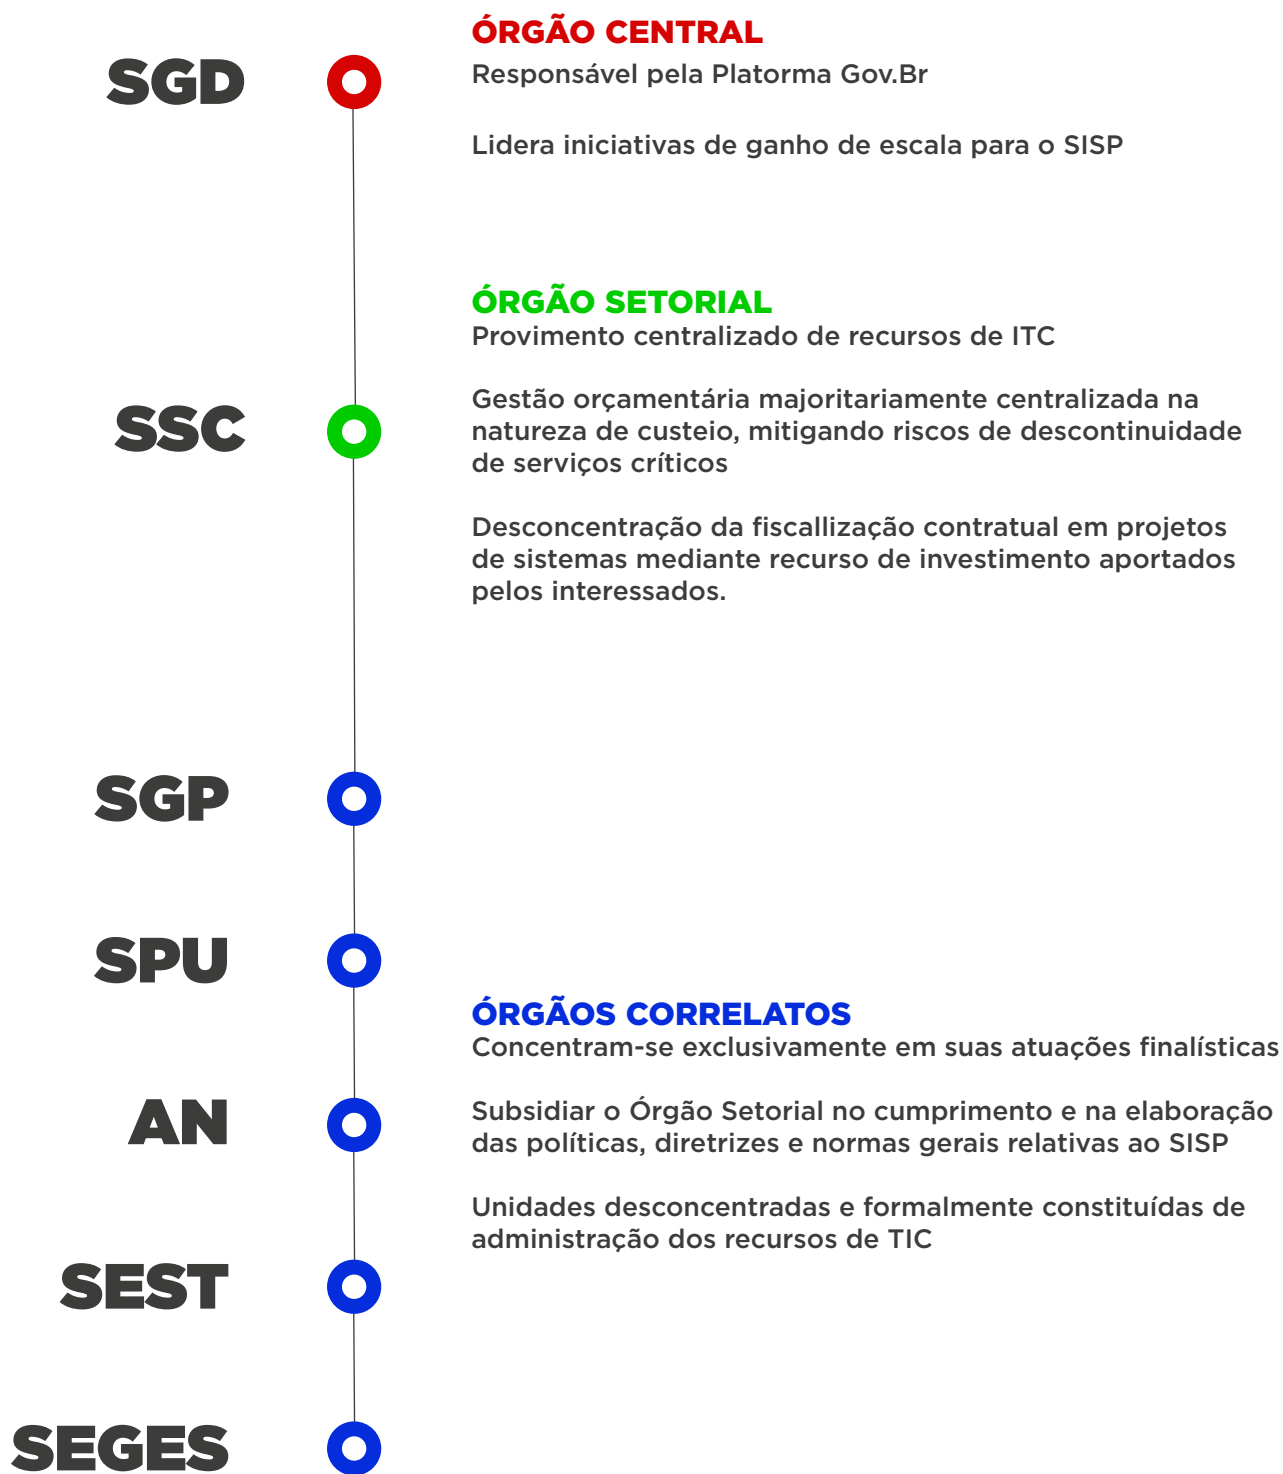 ÓRGÃO CENTRAL
SGD
Responsável pela Platorma Gov.Br
Lidera iniciativas de ganho de escala para o SISP
ÓRGÃO SETORIAL
Provimento centralizado de recursos de ITC
SSC
Gestão orçamentária majoritariamente centralizada na
natureza de custeio, mitigando riscos de descontinuidade
de serviços críticos
Desconcentração da fiscallização contratual em projetos
de sistemas mediante recurso de investimento aportados
pelos interessados.
SGP
SPU
ÓRGÃOS CORRELATOS
Concentram-se exclusivamente em suas atuações finalísticas
AN
Subsidiar o Órgão Setorial no cumprimento e na elaboração
das políticas, diretrizes e normas gerais relativas ao SISP
Unidades desconcentradas e formalmente constituídas de
administração dos recursos de TIC
SEST
SEGES